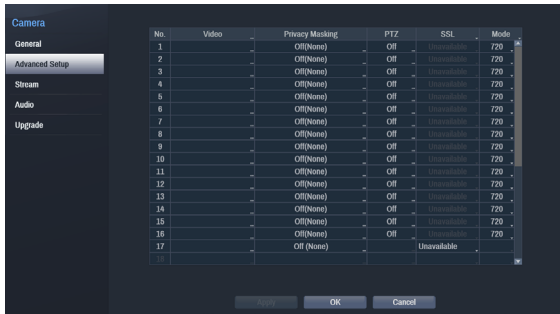 Camera
General
Advanced Setup
Stream
Audio
Upgrade
No. Video Privacy Masking PTZ SSL Mode
1 Off(None) Off Unavailable 720
2 Off(None) Off Unavailable 720
3 Off(None) Off Unavailable 720
4 Off(None) Off Unavailable 720
5 Off(None) Off Unavailable 720
6 Off(None) Off Unavailable 720
7 Off(None) Off Unavailable 720
8 Off(None) Off Unavailable 720
9 Off(None) Off Unavailable 720
10 Off(None) Off Unavailable 720
11 Off(None) Off Unavailable 720
12 Off(None) Off Unavailable 720
13 Off(None) Off Unavailable 720
14 Off(None) Off Unavailable 720
15 Off(None) Off Unavailable 720
16 Off(None) Off Unavailable 720
17 Off (None) Unavailable
18
Apply OK Cancel